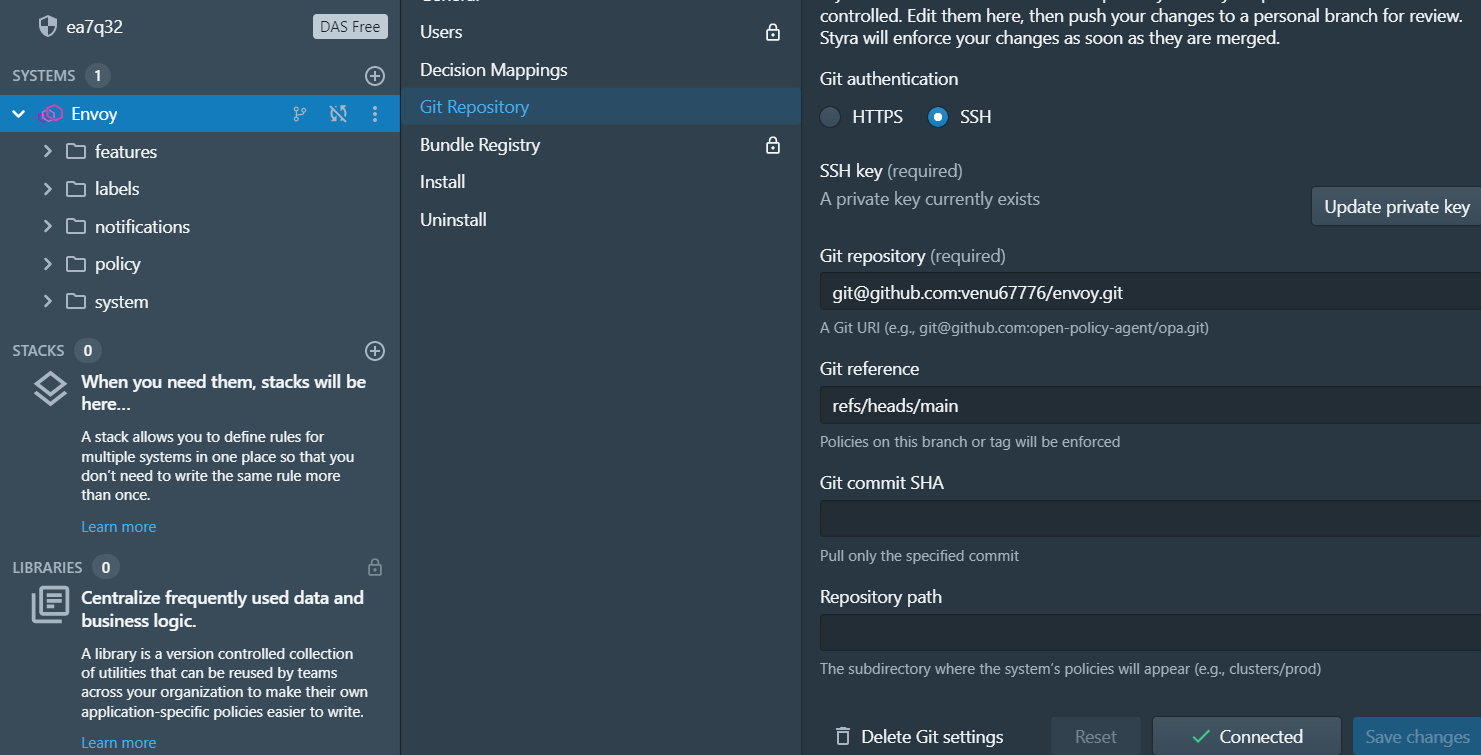 ea7q32
DAS Free
SYSTEMS 1
Envoy
features
labels
notifications
policy
system
STACKS 0
When you need them, stacks will be
here...
A stack allows you to define rules for
multiple systems in one place so that you
don't need to write the same rule more
than once.
Learn more
LIBRARIES 0
Centralize frequently used data and
business logic.
A library is a version controlled collection
of utilities that can be reused by teams
across your organization to make their own
application-specific policies easier to write.
Learn more
Users
Decision Mappings
Git Repository
Bundle Registry
Install
Uninstall
controlled. Edit them here, then push your changes to a personal branch for review.
Styra will enforce your changes as soon as they are merged.
Git authentication
HTTPS
SSH
SSH key (required)
A private key currently exists
Update private key
Git repository (required)
git@github.com:venu67776/envoy.git
A Git URI (e.g., git@github.com:open-policy-agent/opa.git)
Git reference
refs/heads/main
Policies on this branch or tag will be enforced
Git commit SHA
Pull only the specified commit
Repository path
The subdirectory where the system's policies will appear (e.g., clusters/prod)
Delete Git settings
Reset
Connected
Save changes